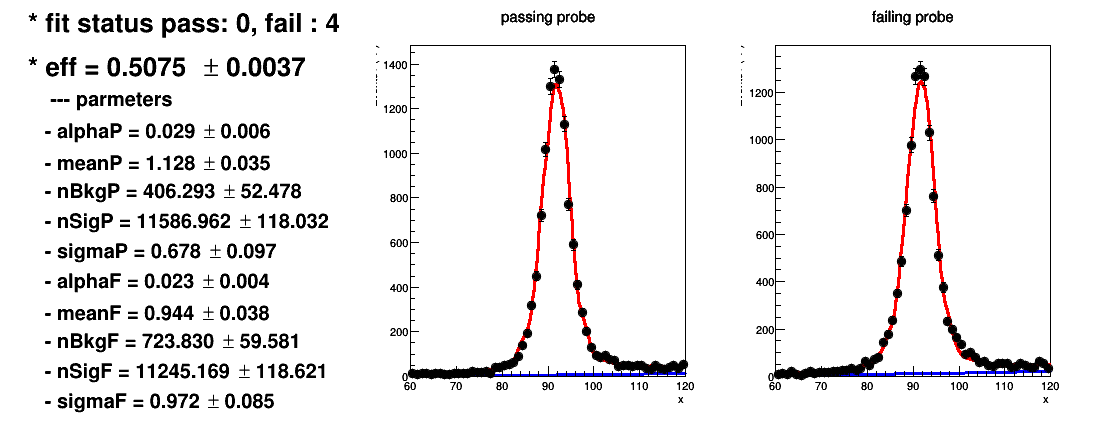 * fit status pass: 0, fail : 4
* eff = 0.5075 ± 0.0037
--- parmeters
- alphaP = 0.029 ± 0.006
- meanP = 1.128 ± 0.035
- nBkgP = 406.293 ± 52.478
- nSigP = 11586.962 ± 118.032
- sigmaP = 0.678 ± 0.097
- alphaF = 0.023 ± 0.004
- meanF = 0.944 ± 0.038
- nBkgF = 723.830 ± 59.581
- nSigF = 11245.169 ± 118.621
- sigmaF = 0.972 ± 0.085
passing probe
1400
1200
1000
800
600
400
200
0
60 70 80 90 100 110 120
x
failing probe
1200
1000
800
600
400
200
0
60 70 80 90 100 110 120
x